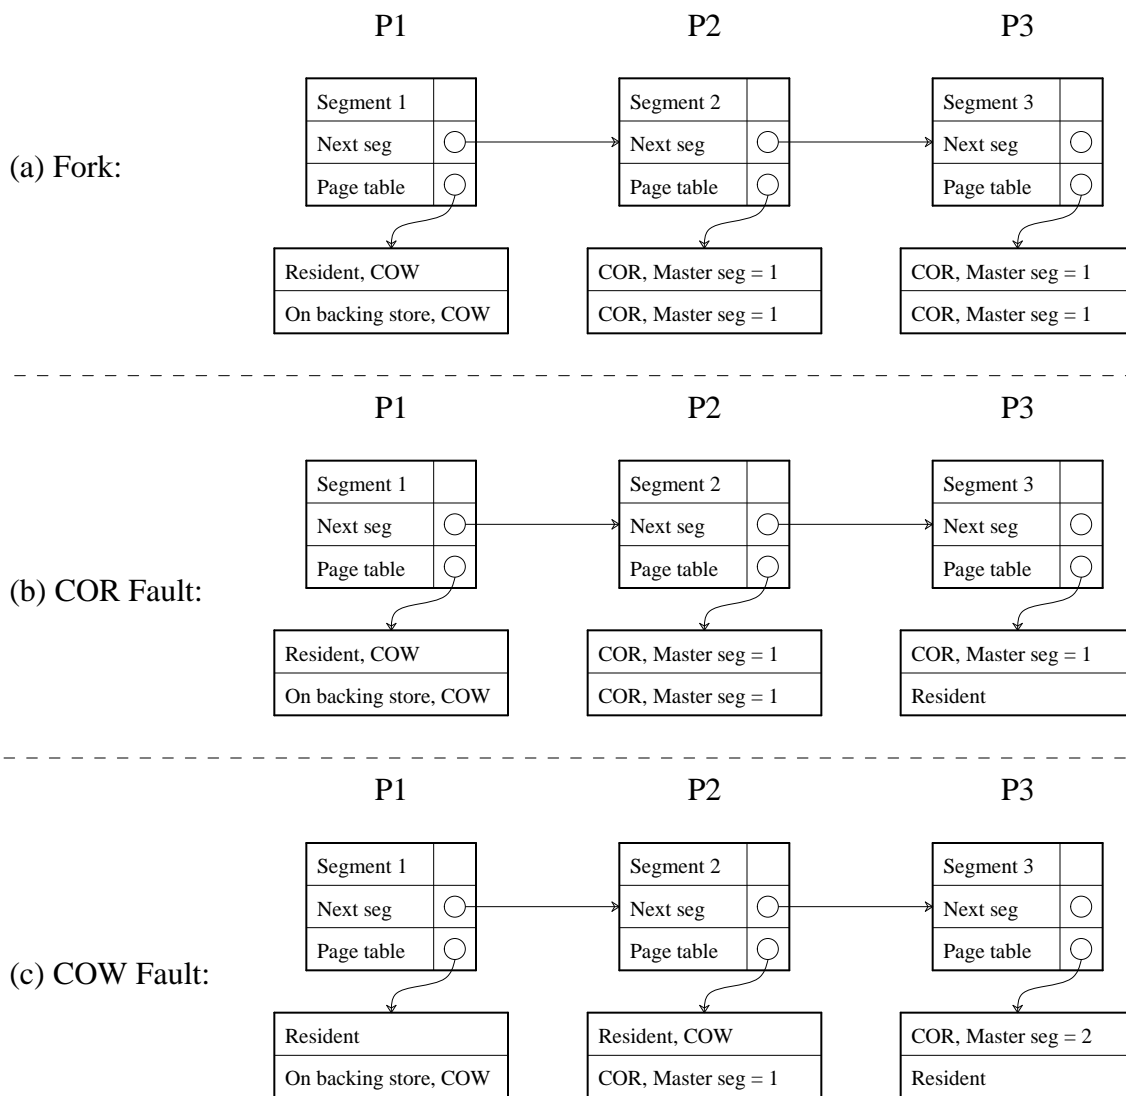 P1 P2 P3
Segment 1 Segment 2 Segment 3
(a) Fork:
Next seg Next seg Next seg
Page table Page table Page table
Resident, COW COR, Master seg = 1 COR, Master seg = 1
On backing store, COW COR, Master seg = 1 COR, Master seg = 1
P1 P2 P3
Segment 1 Segment 2 Segment 3
Next seg Next seg Next seg
Page table Page table Page table
(b) COR Fault:
Resident, COW COR, Master seg = 1 COR, Master seg = 1
On backing store, COW COR, Master seg = 1 Resident
P1 P2 P3
Segment 1 Segment 2 Segment 3
Next seg Next seg Next seg
Page table Page table Page table
(c) COW Fault:
Resident Resident, COW COR, Master seg = 2
On backing store, COW COR, Master seg = 1 Resident